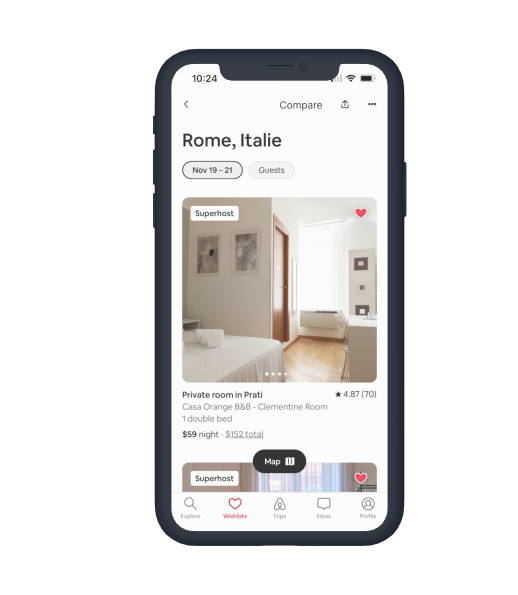 10:24
Compare
Rome, Italie
Nov 19 – 21
Guests
Superhost
Private room in Prati ★ 4.87 (70)
Casa Orange B&B - Clementine Room
1 double bed
$59 night · $152 total
Map
Superhost
Explore
Wishlists
Trips
Inbox
Profile